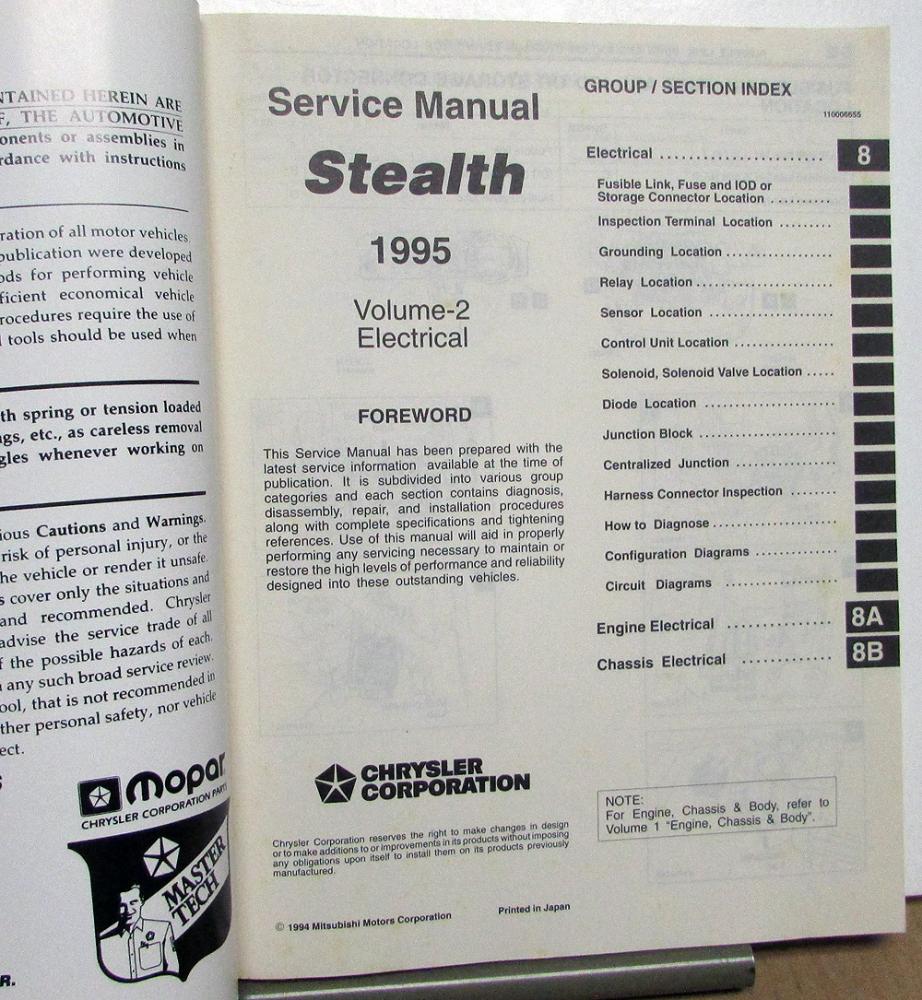 NTAINED HEREIN ARE
F, THE AUTOMOTIVE
onents or assemblies in
rdance with instructions
ration of all motor vehicles.
publication were developed
ods for performing vehicle
ficient economical vehicle
rocedures require the use of
l tools should be used when
th spring or tension loaded
ngs, etc., as careless removal
gles whenever working on
ious Cautions and Warnings.
risk of personal injury, or the
he vehicle or render it unsafe.
s cover only the situations and
and recommended. Chrysler
advise the service trade of all
f the possible hazards of each.
n any such broad service review.
ool, that is not recommended in
ther personal safety, nor vehicle
ect.
Mopar
CHRYSLER CORPORATION PARTS
MASTER
TECH
R.
Service Manual
Stealth
1995
Volume-2
Electrical
FOREWORD
This Service Manual has been prepared with the
latest service information available at the time of
publication. It is subdivided into various group
categories and each section contains diagnosis,
disassembly, repair, and installation procedures
along with complete specifications and tightening
references. Use of this manual will aid in properly
performing any servicing necessary to maintain or
restore the high levels of performance and reliability
designed into these outstanding vehicles.
CHRYSLER
CORPORATION
Chrysler Corporation reserves the right to make changes in design
or to make additions to or improvements in its products without imposing
any obligations upon itself to install them on its products previously
manufactured.
© 1994 Mitsubishi Motors Corporation Printed in Japan
GROUP / SECTION INDEX
110006655
Electrical ........................ 8
Fusible Link, Fuse and IOD or
Storage Connector Location ..........
Inspection Terminal Location .........
Grounding Location ....................
Relay Location .........................
Sensor Location .......................
Control Unit Location .................
Solenoid, Solenoid Valve Location .....
Diode Location ........................
Junction Block .........................
Centralized Junction ..................
Harness Connector Inspection ........
How to Diagnose ......................
Configuration Diagrams ...............
Circuit Diagrams ....................
Engine Electrical ................. 8A
Chassis Electrical ............... 8B
NOTE:
For Engine, Chassis & Body, refer to
Volume 1 "Engine, Chassis & Body".